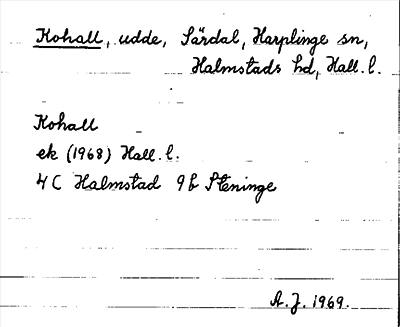 Kohall, udde, Särdal, Harplinge sn,
Halmstads hd, Hall. l.
Kohall
ek (1968) Hall. l.
4 C Halmstad 9 b Steninge
A. J. 1969.